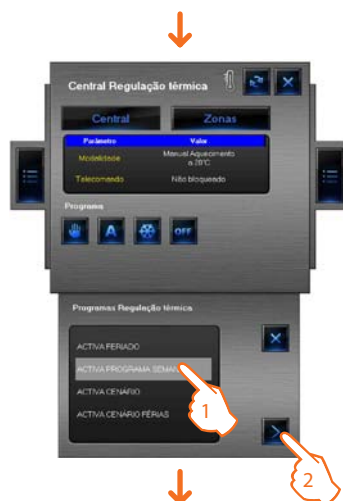 Central Regulação térmica
Central Zonas
Parâmetro Valor
Modalidade Manual Aquecimento
a 20°C
Telecomando Não bloqueado
Programa
A OFF
Programas Regulação térmica
ACTIVA FERIADO
ACTIVA PROGRAMA SEMAN
ACTIVA CENÁRIO
1
ACTIVA CENÁRIO FÉRIAS
2